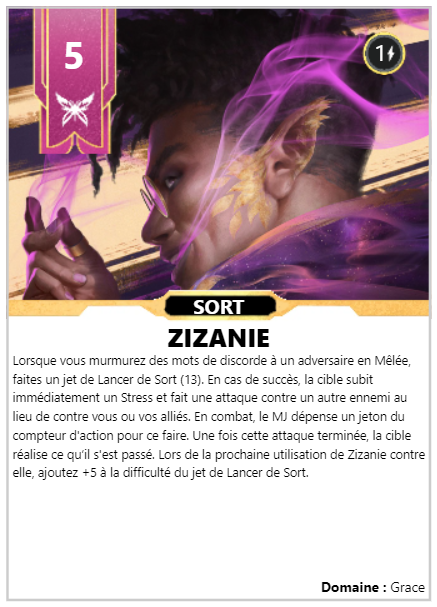 5
1
SORT
ZIZANIE
Lorsque vous murmurez des mots de discorde à un adversaire en Mêlée,
faites un jet de Lancer de Sort (13). En cas de succès, la cible subit
immédiatement un Stress et fait une attaque contre un autre ennemi au
lieu de contre vous ou vos alliés. En combat, le MJ dépense un jeton du
compteur d'action pour ce faire. Une fois cette attaque terminée, la cible
réalise ce qu'il s'est passé. Lors de la prochaine utilisation de Zizanie contre
elle, ajoutez +5 à la difficulté du jet de Lancer de Sort.
Domaine : Grace